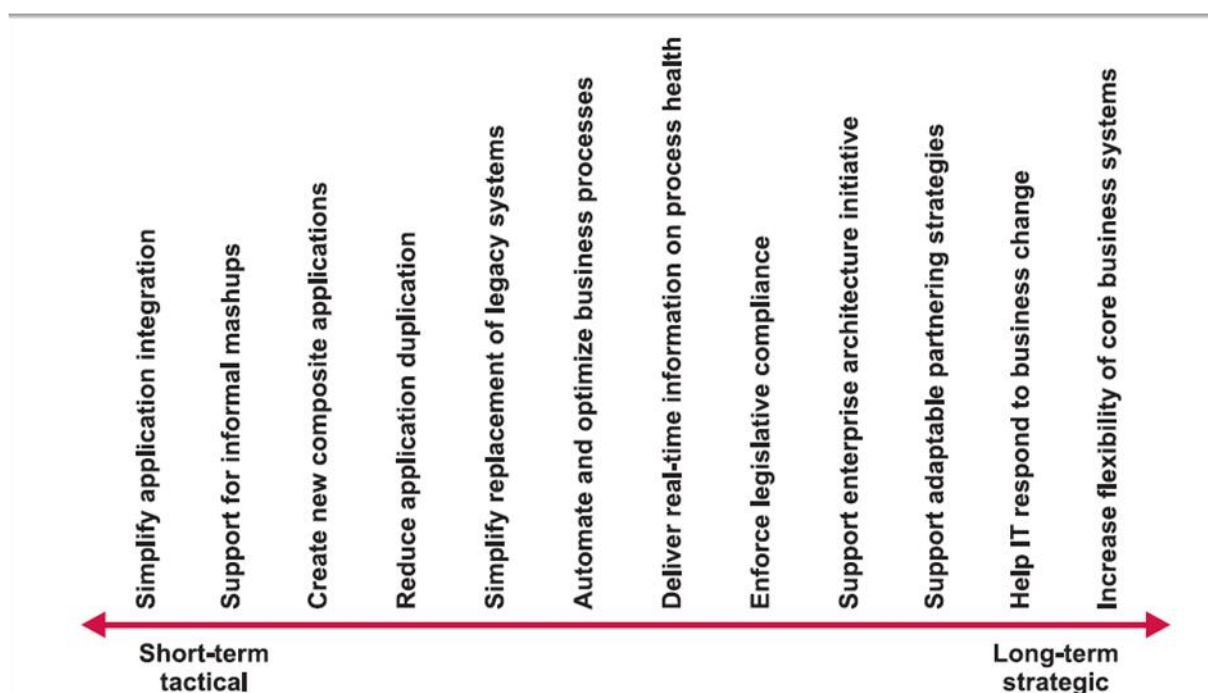 Simplify application integration
Support for informal mashups
Create new composite applications
Reduce application duplication
Simplify replacement of legacy systems
Automate and optimize business processes
Deliver real-time information on process health
Enforce legislative compliance
Support enterprise architecture initiative
Support adaptable partnering strategies
Help IT respond to business change
Increase flexibility of core business systems
Short-term
tactical
Long-term
strategic